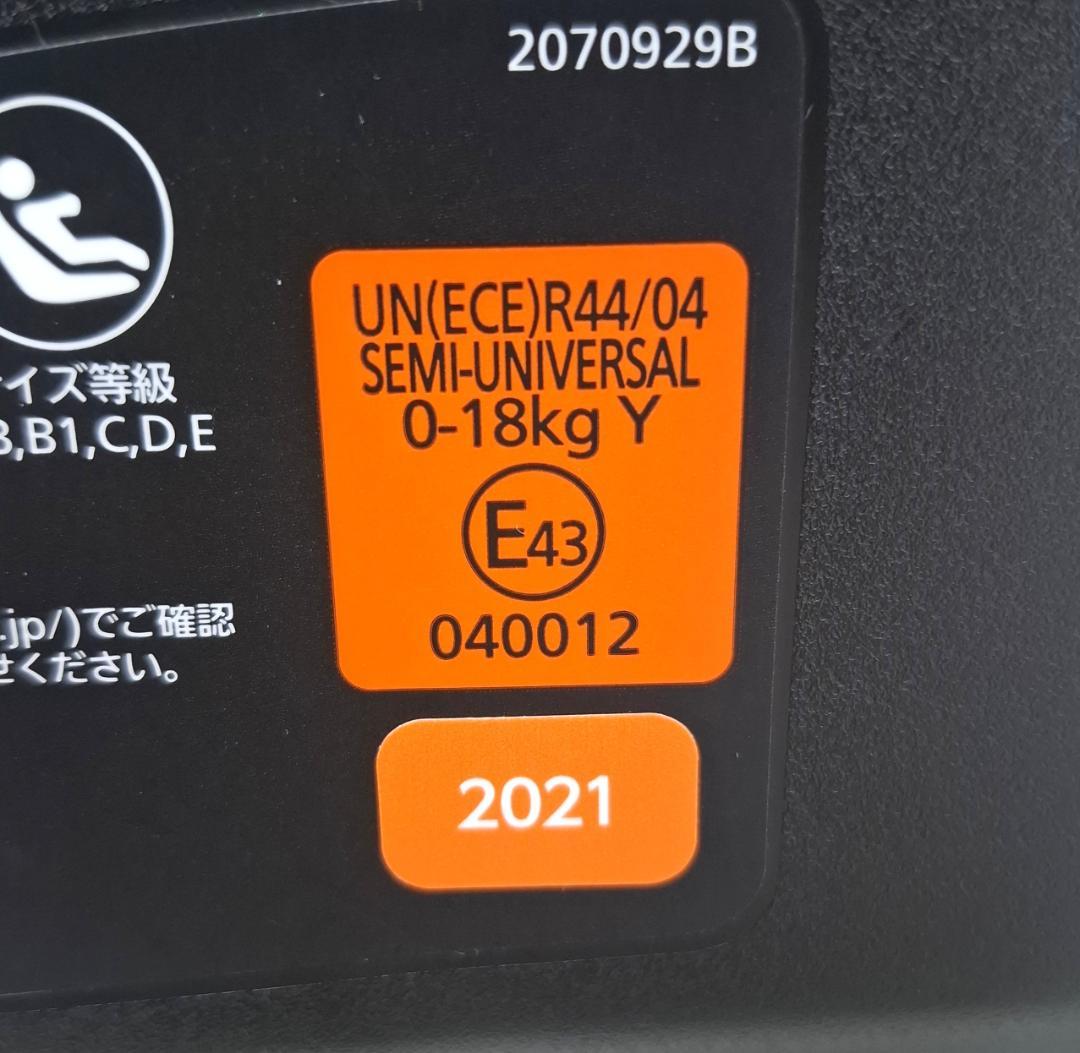 2070929B
UN(ECE)R44/04
SEMI-UNIVERSAL
0-18kg Y
E43
040012
2021
イズ等級
,B1,C,D,E
.jp/)でご確認
せください。